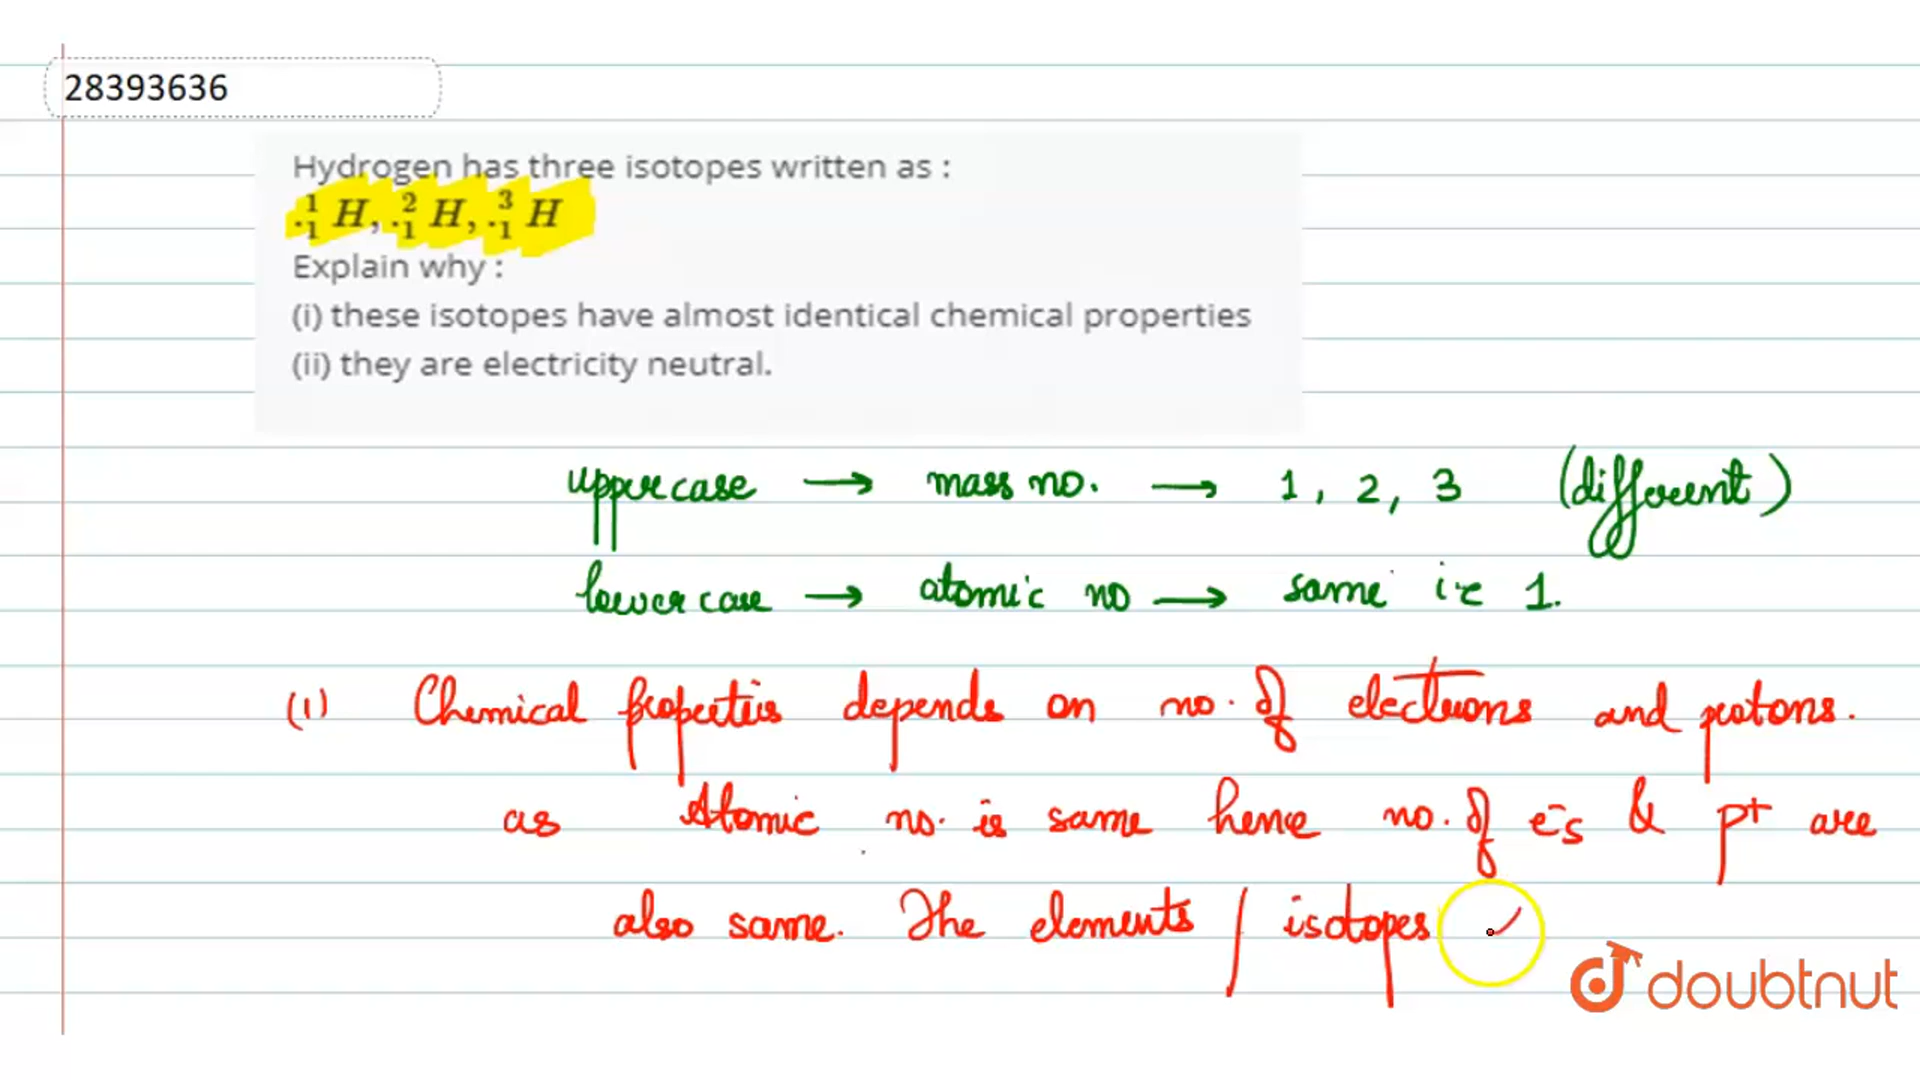 28393636
Hydrogen has three isotopes written as :
.¹₁ H, .²₁ H, .³₁ H
Explain why :
(i) these isotopes have almost identical chemical properties
(ii) they are electricity neutral.
uppercase → mass no. → 1, 2, 3 (different)
lowercase → atomic no → same i.e 1.
(1) Chemical properties depends on no. of electrons and protons.
as Atomic no. is same hence no. of e⁻s & p⁺ are
also same. The elements / isotopes
doubtnut